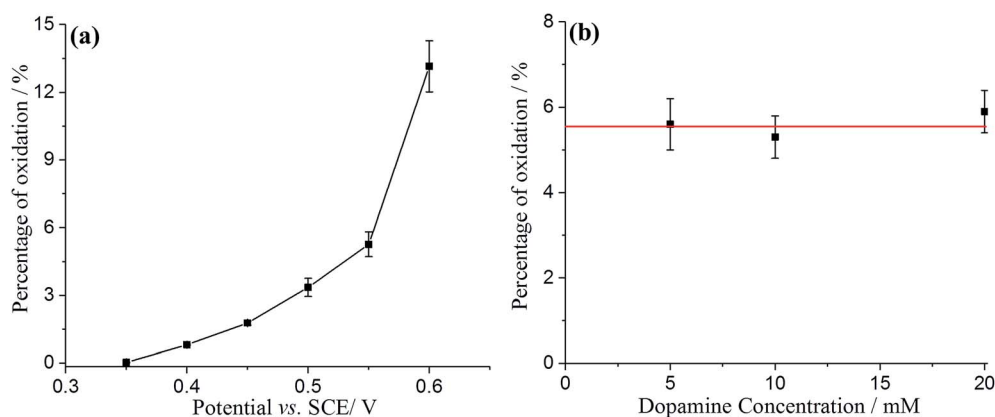 (a)
Percentage of oxidation / %
15
12
9
6
3
0
0.3 0.4 0.5 0.6
Potential vs. SCE/ V
(b)
Percentage of oxidation / %
8
6
4
2
0
0 5 10 15 20
Dopamine Concentration / mM